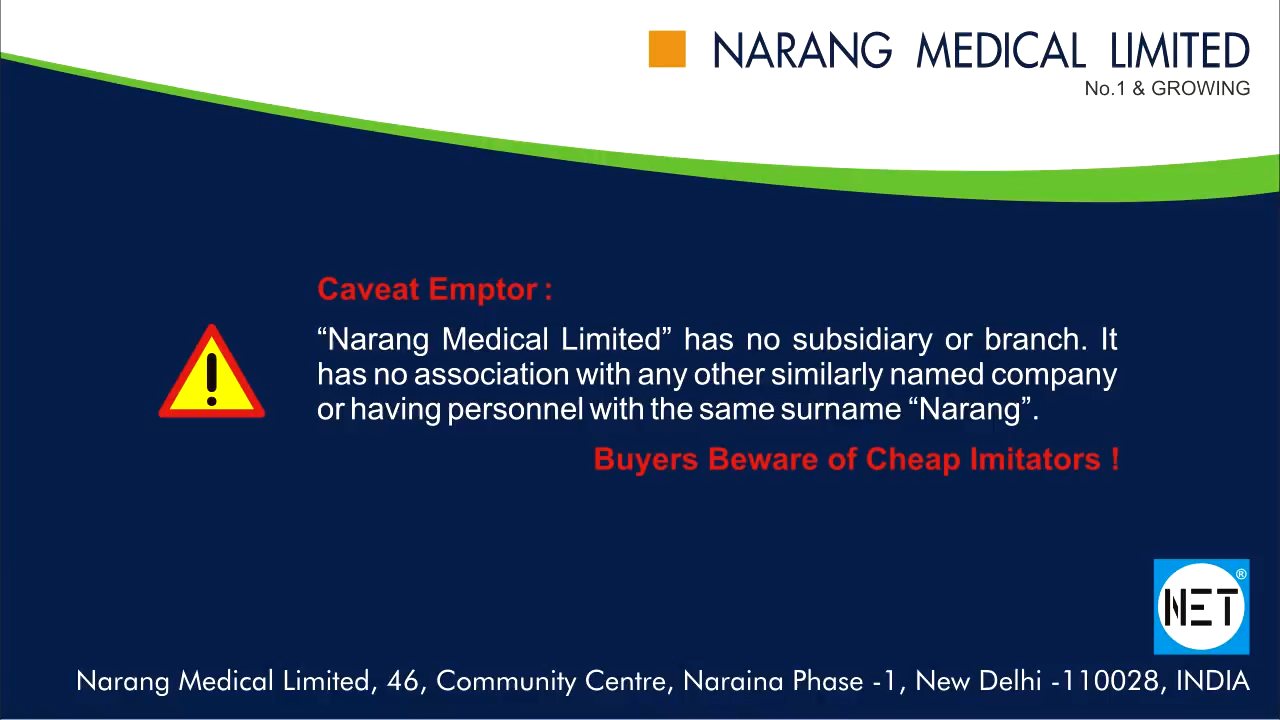 NARANG MEDICAL LIMITED
No.1 & GROWING
Caveat Emptor :
“Narang Medical Limited” has no subsidiary or branch. It
has no association with any other similarly named company
or having personnel with the same surname “Narang”.
Buyers Beware of Cheap Imitators !
NET®
Narang Medical Limited, 46, Community Centre, Naraina Phase -1, New Delhi -110028, INDIA